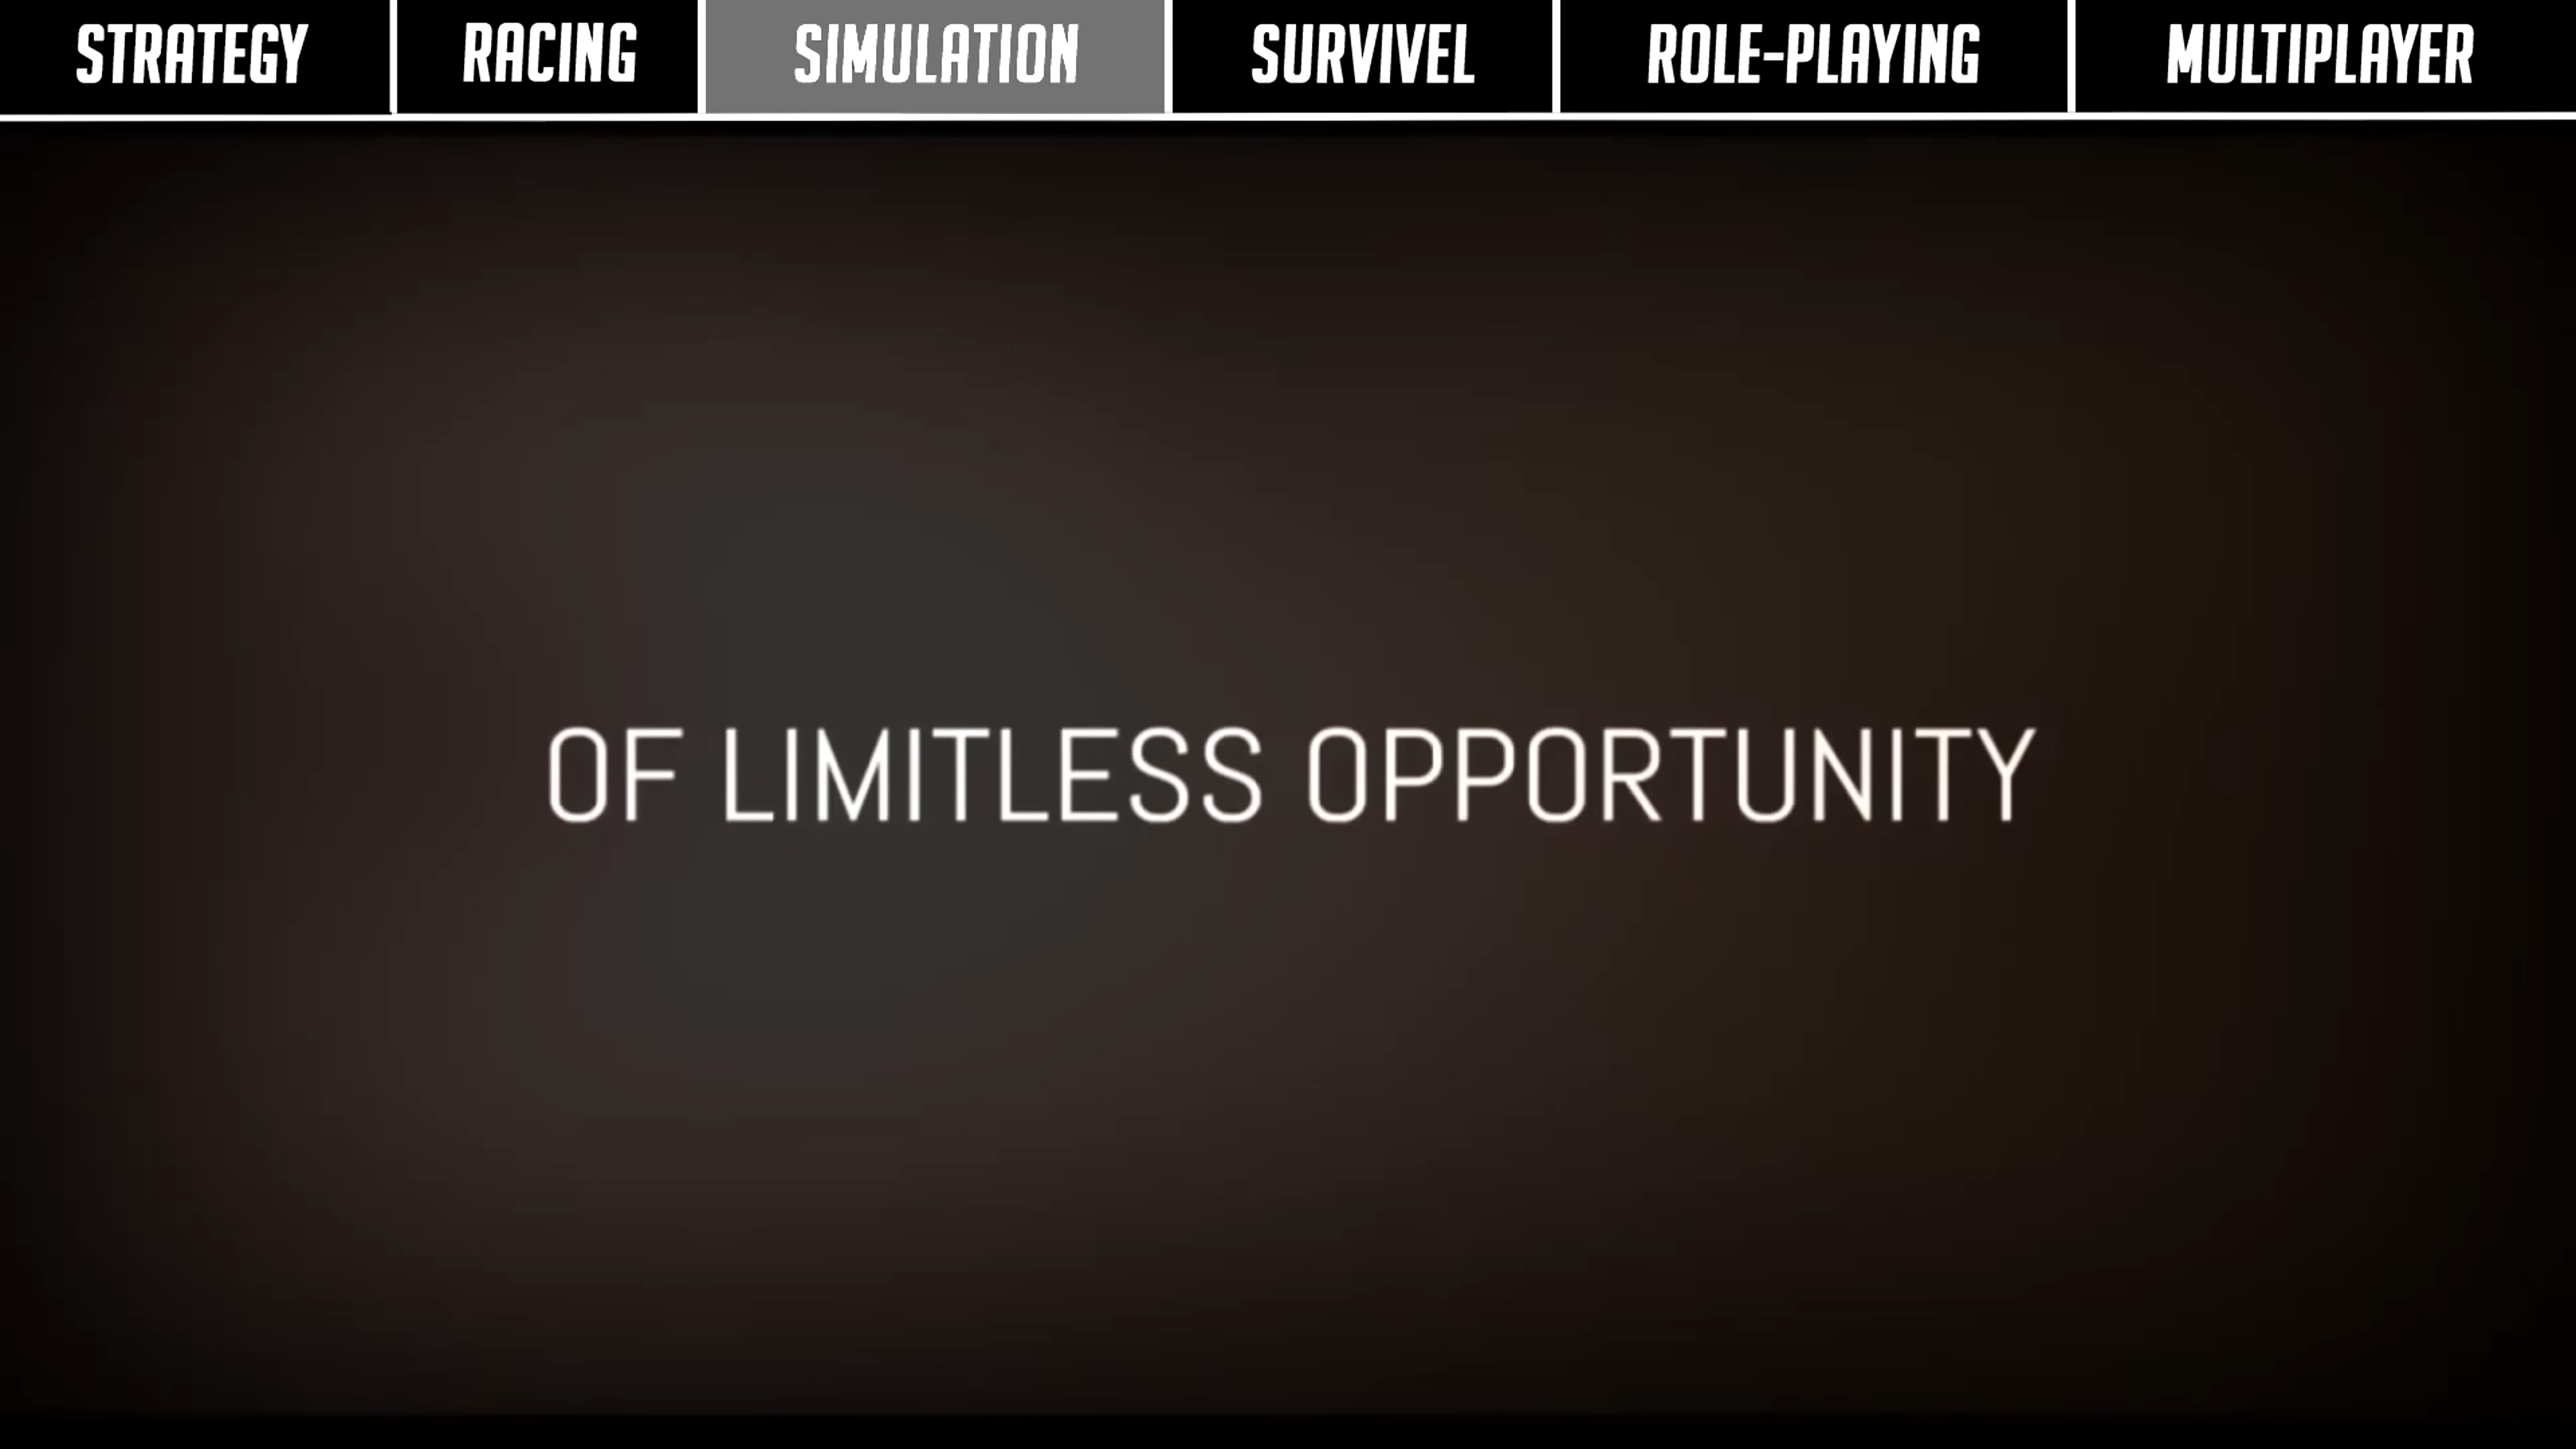 STRATEGY RACING SIMULATION SURVIVEL ROLE-PLAYING MULTIPLAYER
OF LIMITLESS OPPORTUNITY